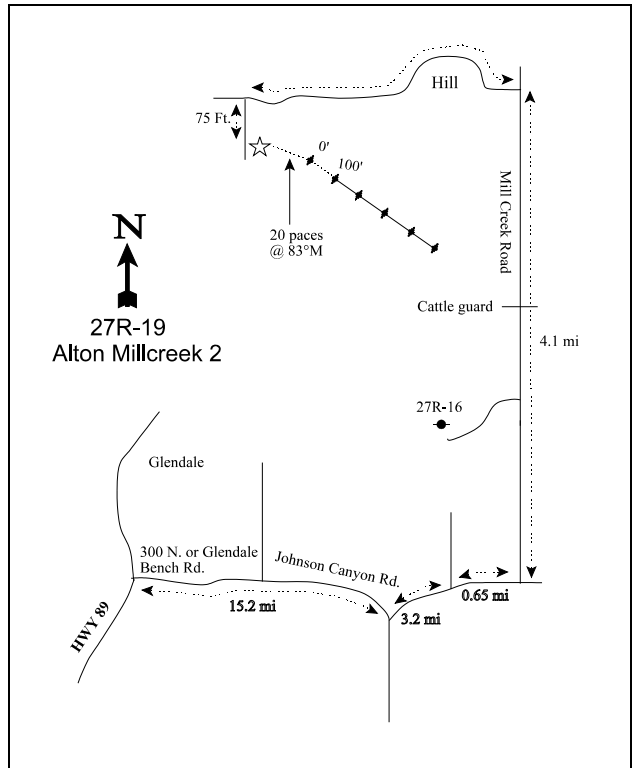 Hill
75 Ft.
0'
100'
20 paces
@ 83°M
Mill Creek Road
N
27R-19
Alton Millcreek 2
Cattle guard
4.1 mi
27R-16
Glendale
300 N. or Glendale
Bench Rd.
Johnson Canyon Rd.
0.65 mi
15.2 mi
3.2 mi
HWY 89